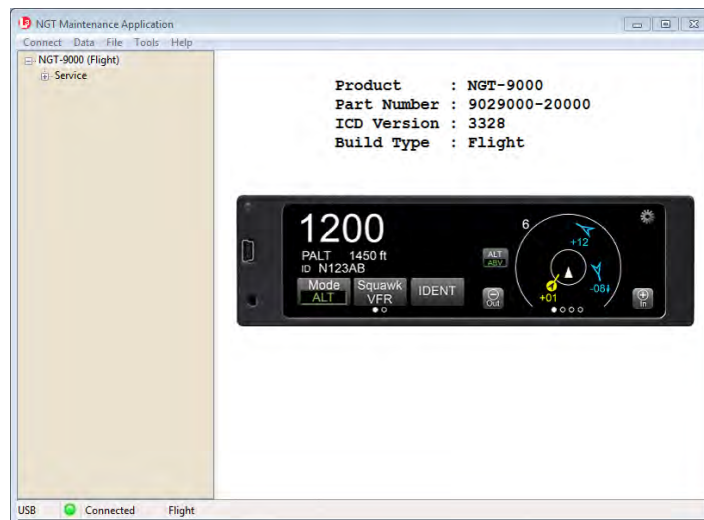 NGT Maintenance Application
Connect Data File Tools Help
NGT-9000 (Flight)
Service
Product : NGT-9000
Part Number : 9029000-20000
ICD Version : 3328
Build Type : Flight
1200
PALT 1450 ft
ID N123AB
Mode
ALT
Squawk
VFR
IDENT
ALT
ABV
6
+12
-08
+01
Out
In
USB Connected Flight